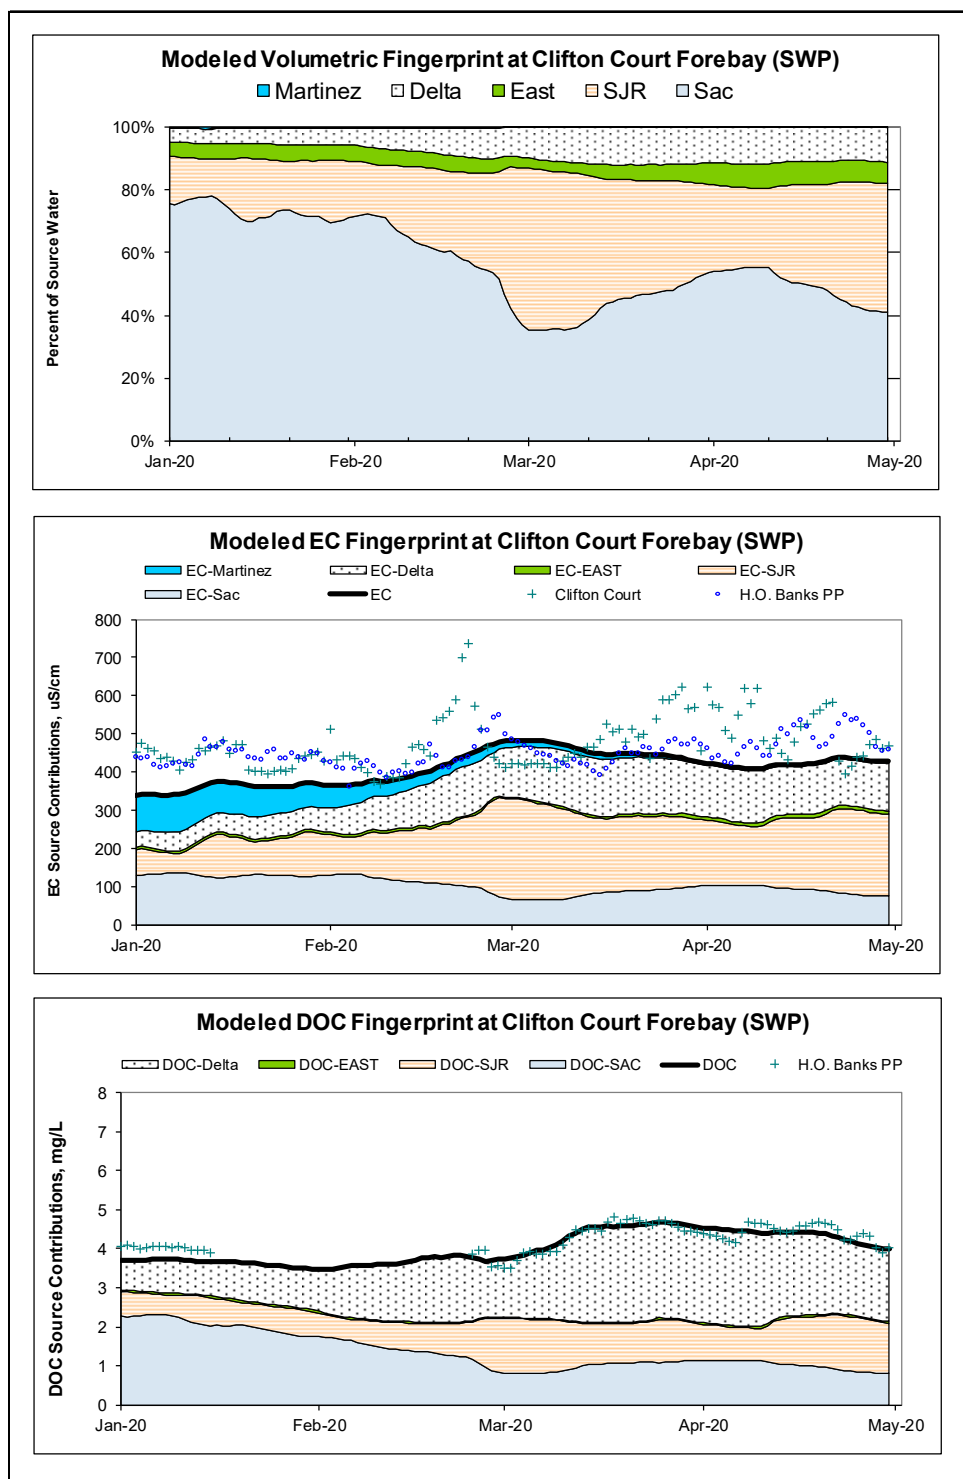 Modeled Volumetric Fingerprint at Clifton Court Forebay (SWP)
Martinez Delta East SJR Sac
Percent of Source Water
100%
80%
60%
40%
20%
0%
Jan-20 Feb-20 Mar-20 Apr-20 May-20
Modeled EC Fingerprint at Clifton Court Forebay (SWP)
EC-Martinez EC-Delta EC-EAST EC-SJR
EC-Sac EC Clifton Court H.O. Banks PP
EC Source Contributions, uS/cm
800
700
600
500
400
300
200
100
0
Jan-20 Feb-20 Mar-20 Apr-20 May-20
Modeled DOC Fingerprint at Clifton Court Forebay (SWP)
DOC-Delta DOC-EAST DOC-SJR DOC-SAC DOC H.O. Banks PP
DOC Source Contributions, mg/L
8
7
6
5
4
3
2
1
0
Jan-20 Feb-20 Mar-20 Apr-20 May-20